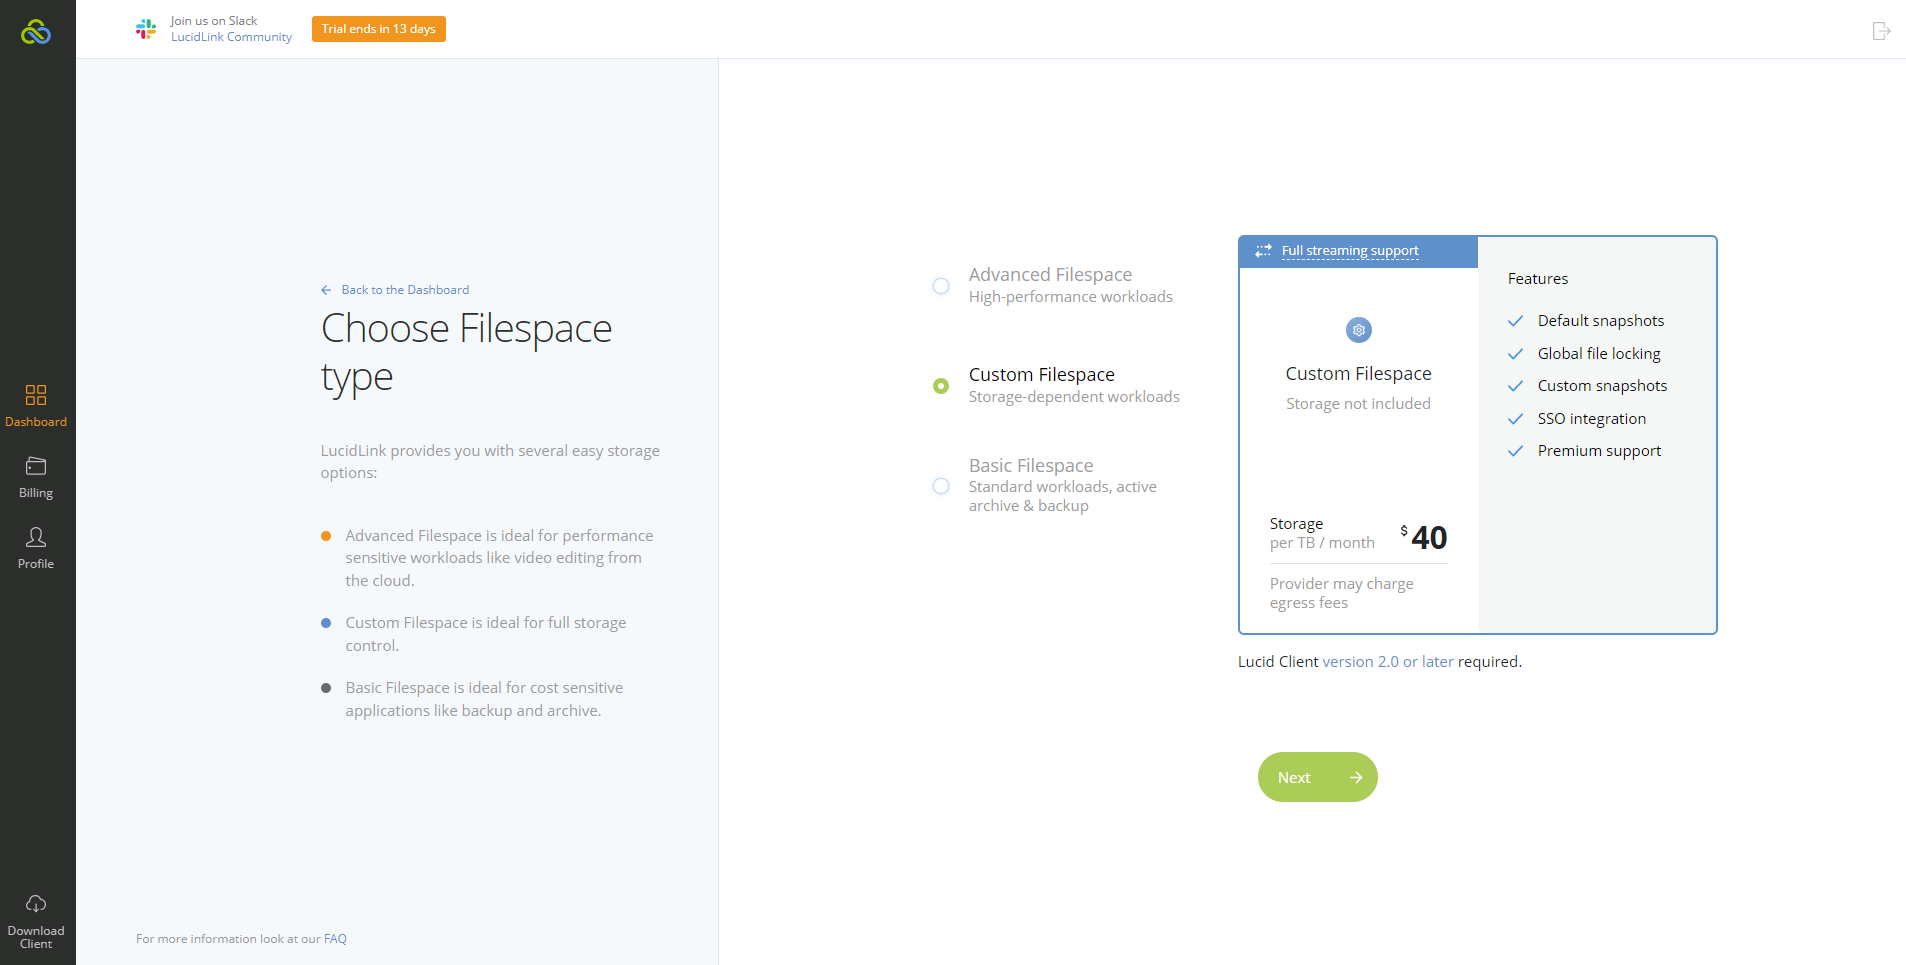 Join us on Slack
LucidLink Community
Trial ends in 13 days
Dashboard
Billing
Profile
Download
Client
Back to the Dashboard
Choose Filespace
type
LucidLink provides you with several easy storage
options:
Advanced Filespace is ideal for performance
sensitive workloads like video editing from
the cloud.
Custom Filespace is ideal for full storage
control.
Basic Filespace is ideal for cost sensitive
applications like backup and archive.
For more information look at our FAQ
Advanced Filespace
High-performance workloads
Custom Filespace
Storage-dependent workloads
Basic Filespace
Standard workloads, active
archive & backup
Full streaming support
Custom Filespace
Storage not included
Storage
per TB / month
$40
Provider may charge
egress fees
Features
Default snapshots
Global file locking
Custom snapshots
SSO integration
Premium support
Lucid Client version 2.0 or later required.
Next